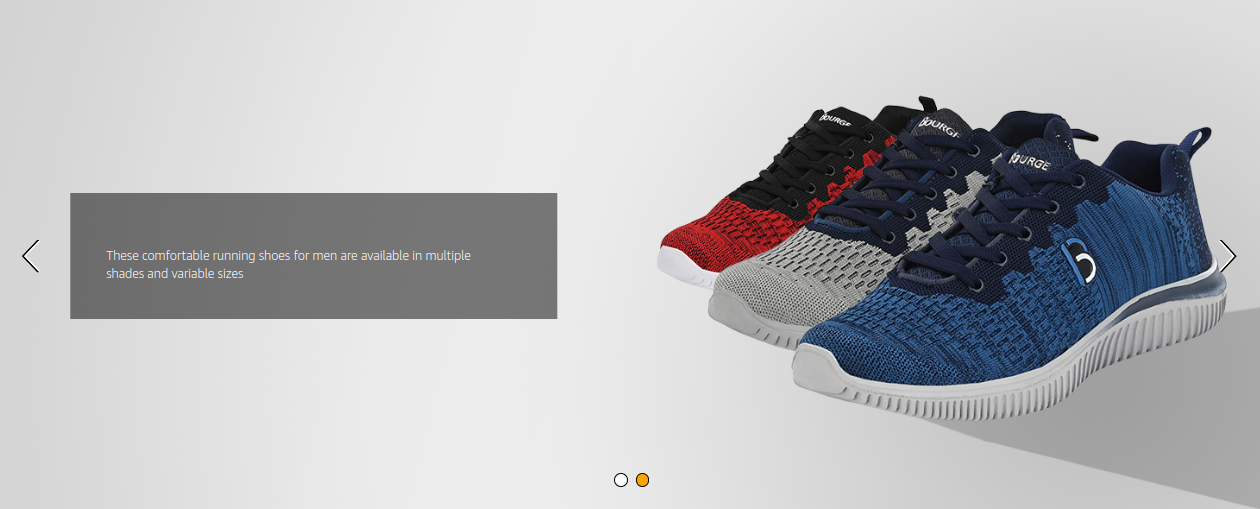 BOURGE
BOURGE
BOURGE
These comfortable running shoes for men are available in multiple
shades and variable sizes